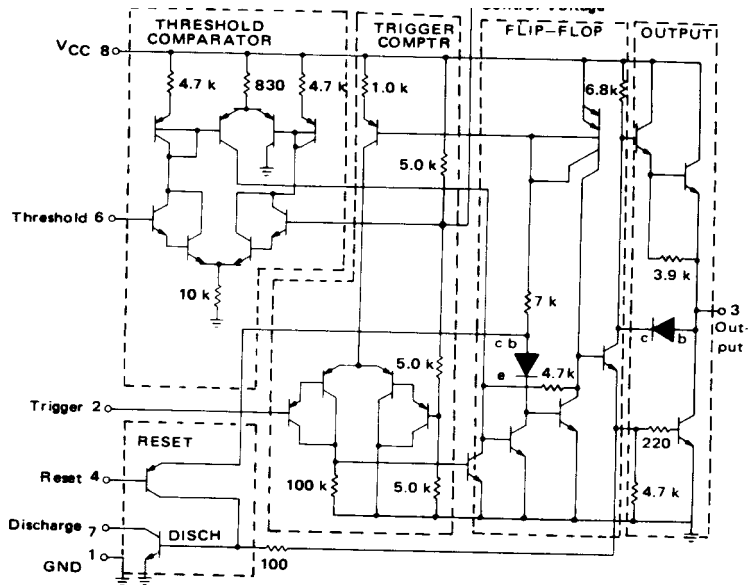 Control Voltage
THRESHOLD
COMPARATOR
TRIGGER
COMPTR
FLIP-FLOP
OUTPUT
VCC 8
4.7 k
830
4.7 k
1.0 k
6.8k
5.0 k
Threshold 6
10 k
7 k
3.9 k
3
Out-
put
c b
c
b
5.0 k
e
4.7k
Trigger 2
RESET
220
Reset 4
100 k
5.0 k
4.7 k
Discharge 7
DISCH
GND 1
100